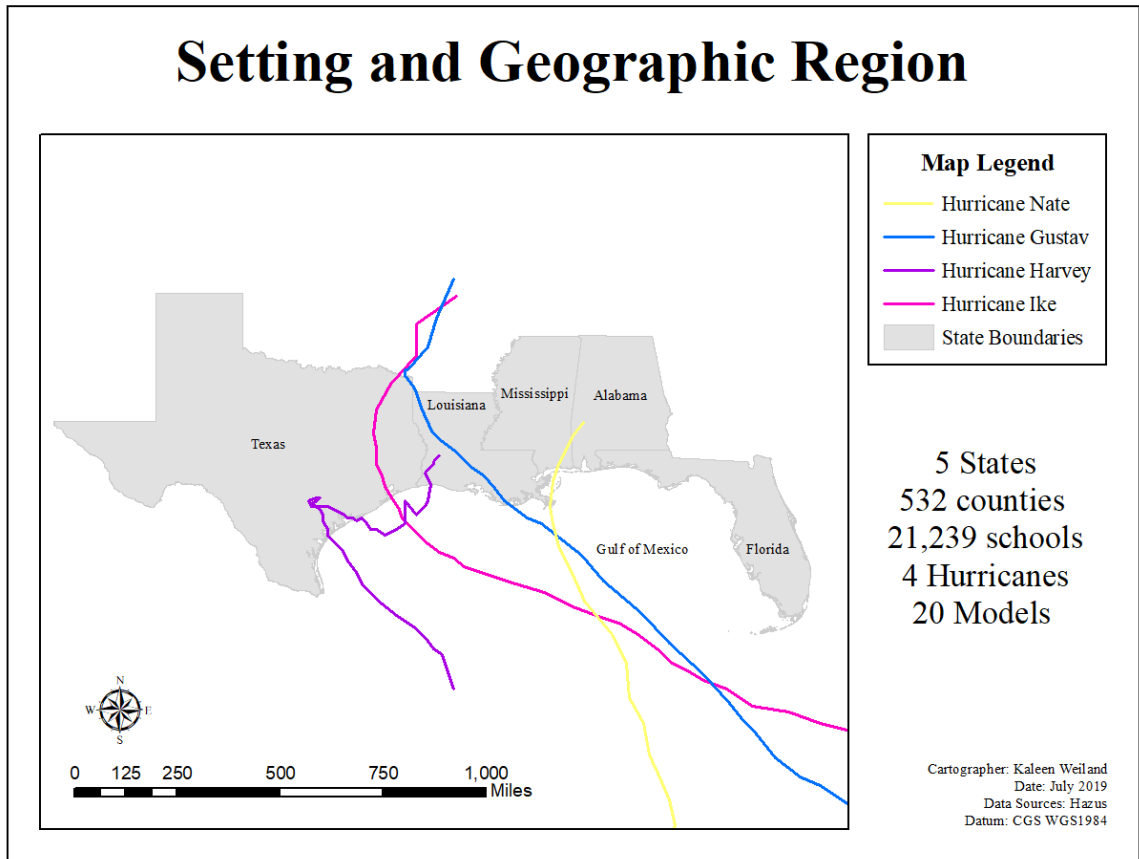 Setting and Geographic Region
Map Legend
Hurricane Nate
Hurricane Gustav
Hurricane Harvey
Hurricane Ike
State Boundaries
Mississippi
Alabama
Louisiana
Texas
Gulf of Mexico
Florida
5 States
532 counties
21,239 schools
4 Hurricanes
20 Models
N
W E
S
0 125 250 500 750 1,000
Miles
Cartographer: Kaleen Weiland
Date: July 2019
Data Sources: Hazus
Datum: CGS WGS1984